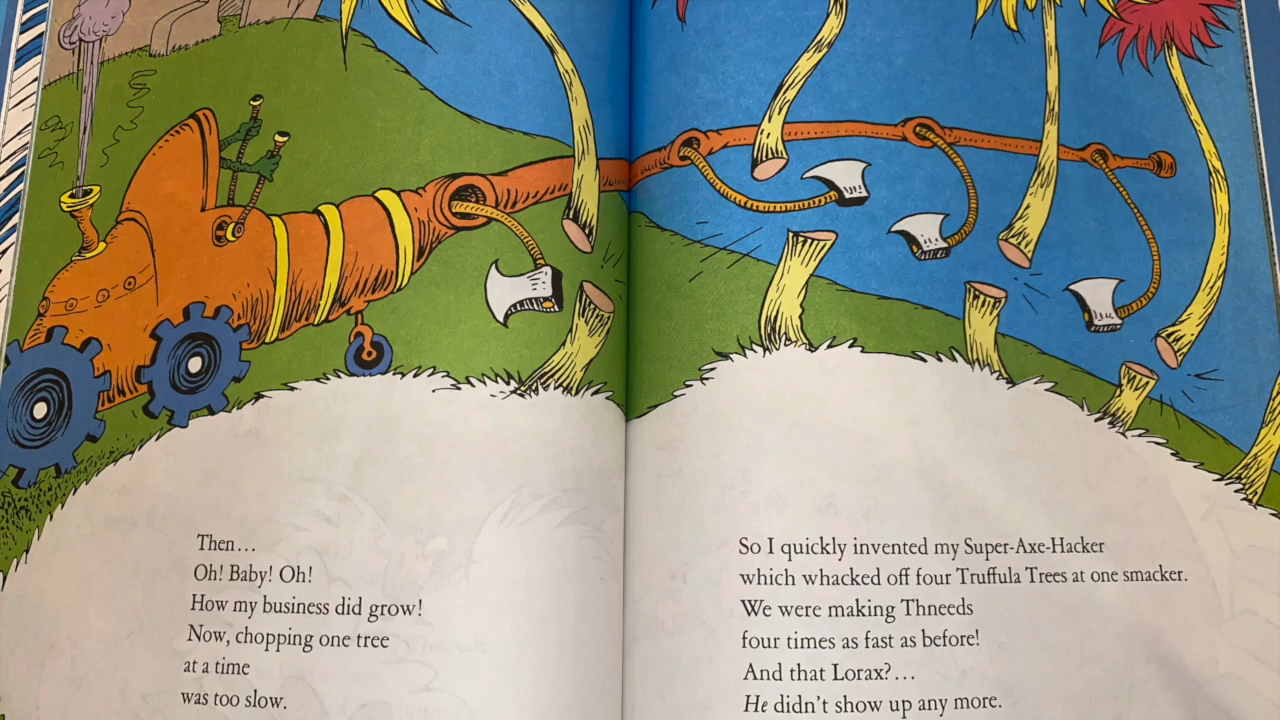 Then...
Oh! Baby! Oh!
How my business did grow!
Now, chopping one tree
at a time
was too slow.
So I quickly invented my Super-Axe-Hacker
which whacked off four Truffula Trees at one smacker.
We were making Thneeds
four times as fast as before!
And that Lorax?...
He didn't show up any more.